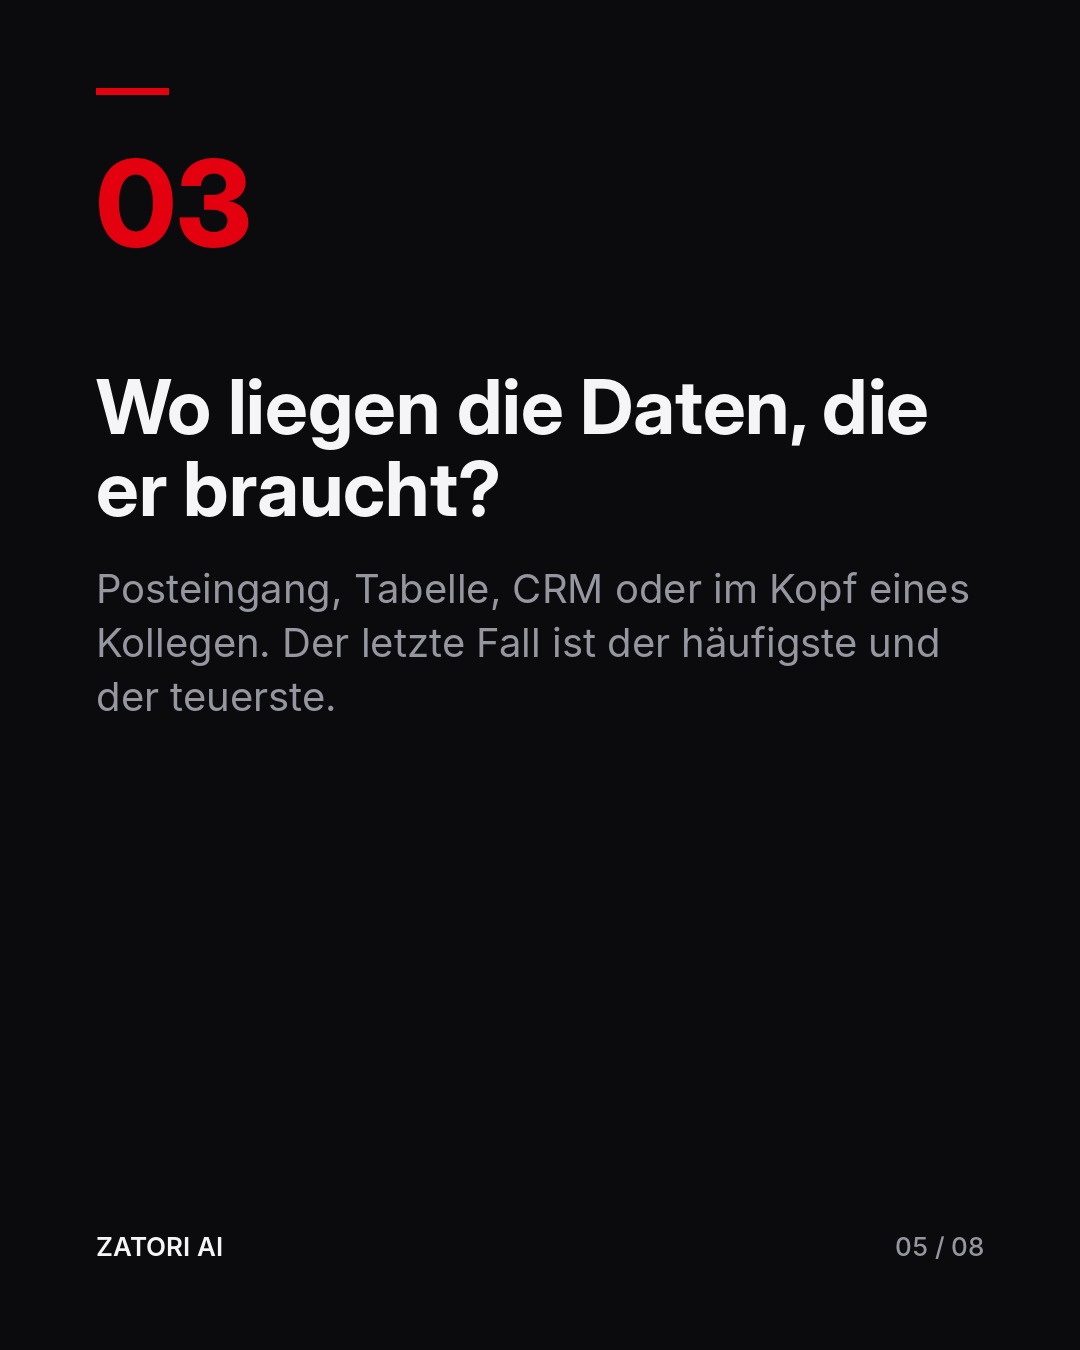 03
Wo liegen die Daten, die
er braucht?
Posteingang, Tabelle, CRM oder im Kopf eines
Kollegen. Der letzte Fall ist der häufigste und
der teuerste.
ZATORI AI
05 / 08